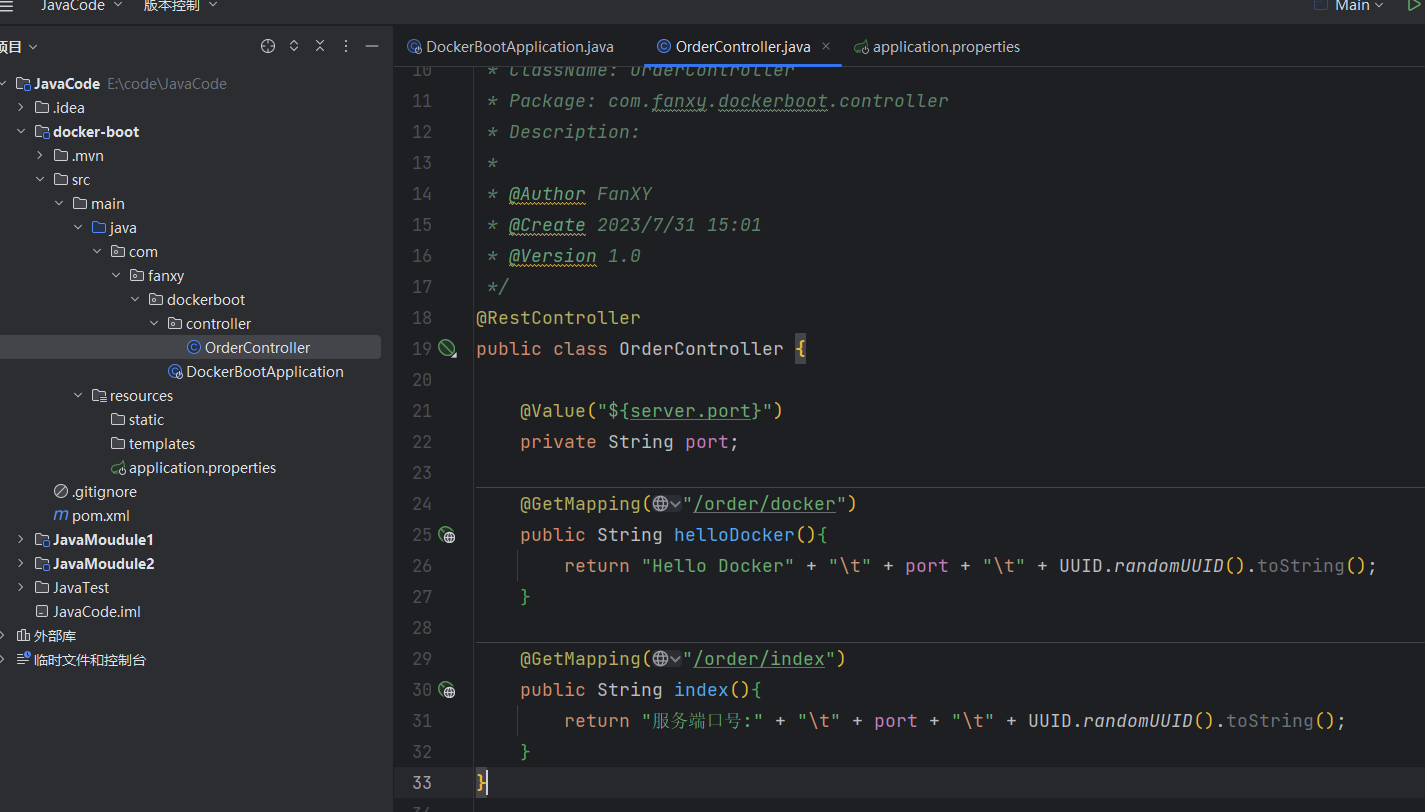 JavaCode 版本控制 Main
项目
JavaCode E:\code\JavaCode
.idea
docker-boot
.mvn
src
main
java
com
fanxy
dockerboot
controller
OrderController
DockerBootApplication
resources
static
templates
application.properties
.gitignore
pom.xml
JavaMoudule1
JavaMoudule2
JavaTest
JavaCode.iml
外部库
临时文件和控制台
DockerBootApplication.java OrderController.java application.properties
10 * ClassName: OrderController
11 * Package: com.fanxy.dockerboot.controller
12 * Description:
13 *
14 * @Author FanXY
15 * @Create 2023/7/31 15:01
16 * @Version 1.0
17 */
18 @RestController
19 public class OrderController {
20
21 @Value("${server.port}")
22 private String port;
23
24 @GetMapping("/order/docker")
25 public String helloDocker(){
26 return "Hello Docker" + "\t" + port + "\t" + UUID.randomUUID().toString();
27 }
28
29 @GetMapping("/order/index")
30 public String index(){
31 return "服务端口号:" + "\t" + port + "\t" + UUID.randomUUID().toString();
32 }
33 }
34